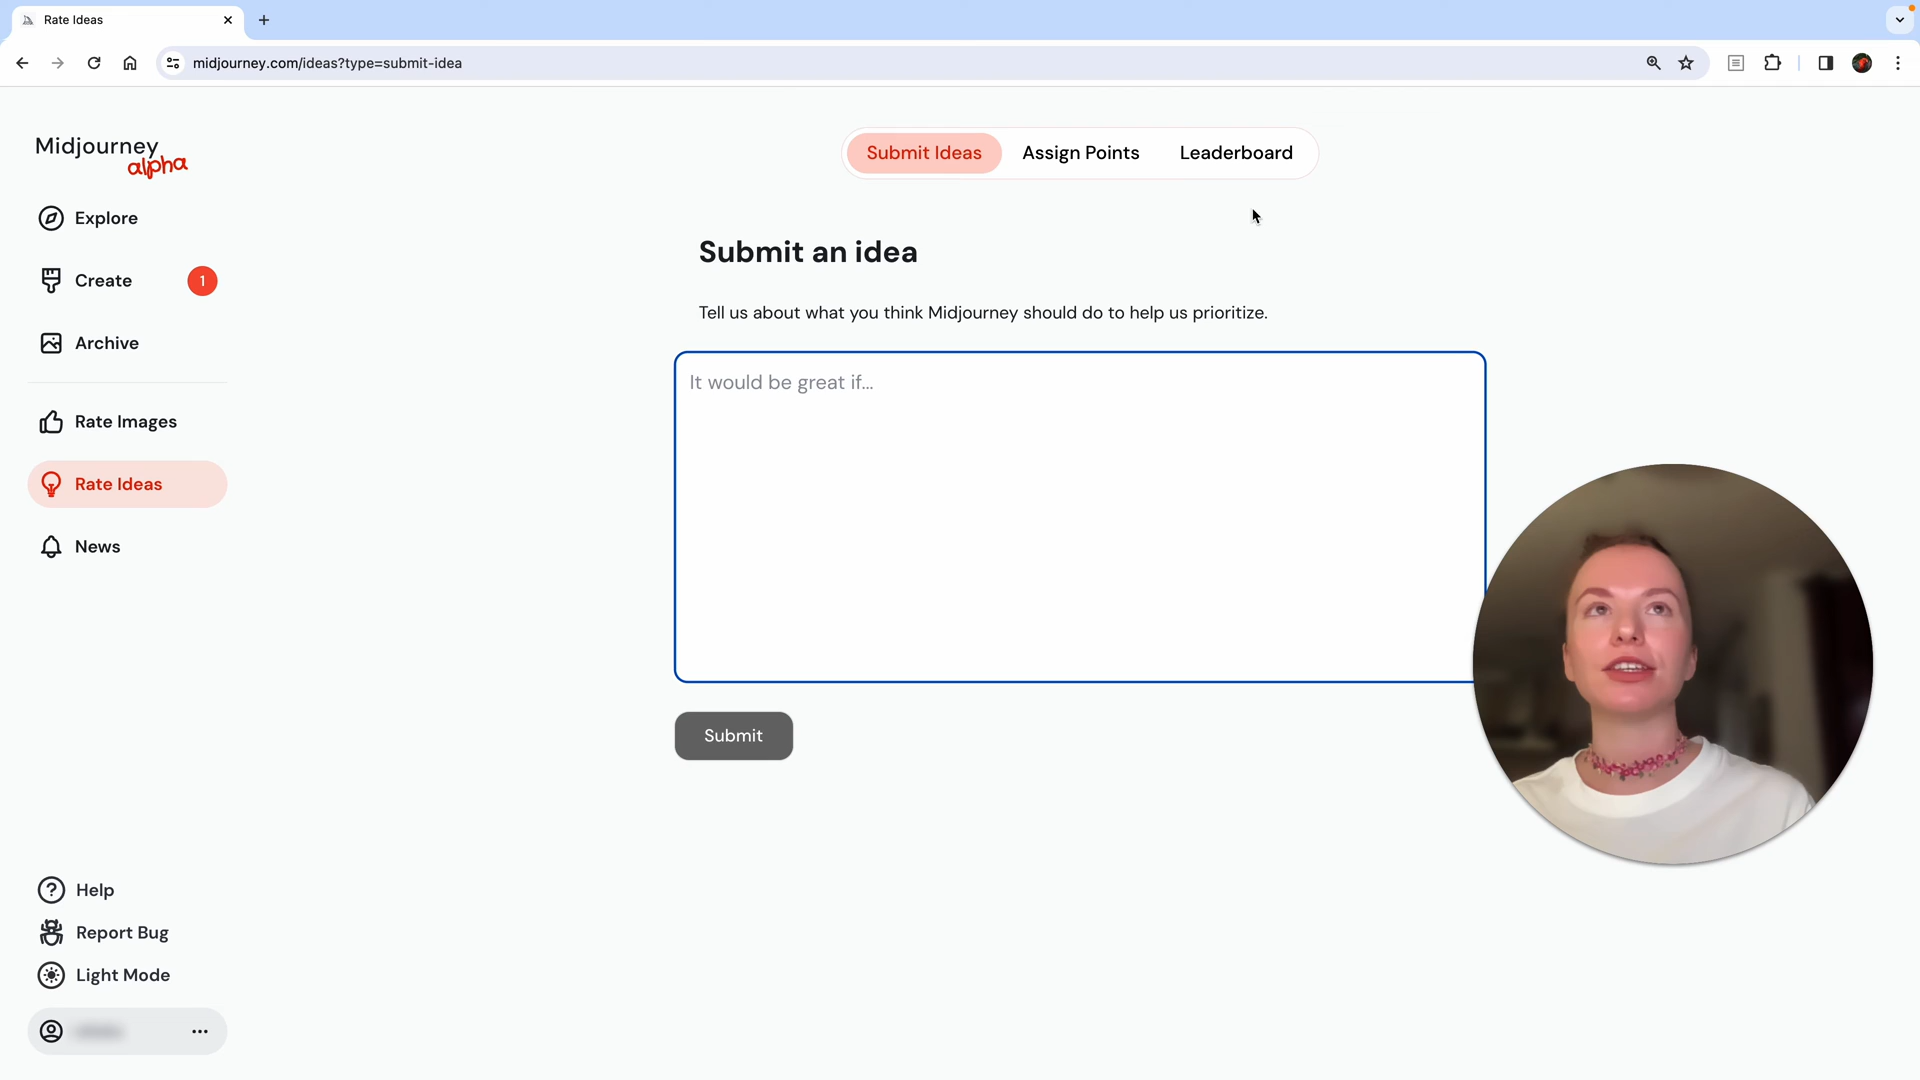 Rate Ideas
midjourney.com/ideas?type=submit-idea
Midjourney
alpha
Explore
Create 1
Archive
Rate Images
Rate Ideas
News
Help
Report Bug
Light Mode
Submit Ideas Assign Points Leaderboard
Submit an idea
Tell us about what you think Midjourney should do to help us prioritize.
It would be great if...
Submit